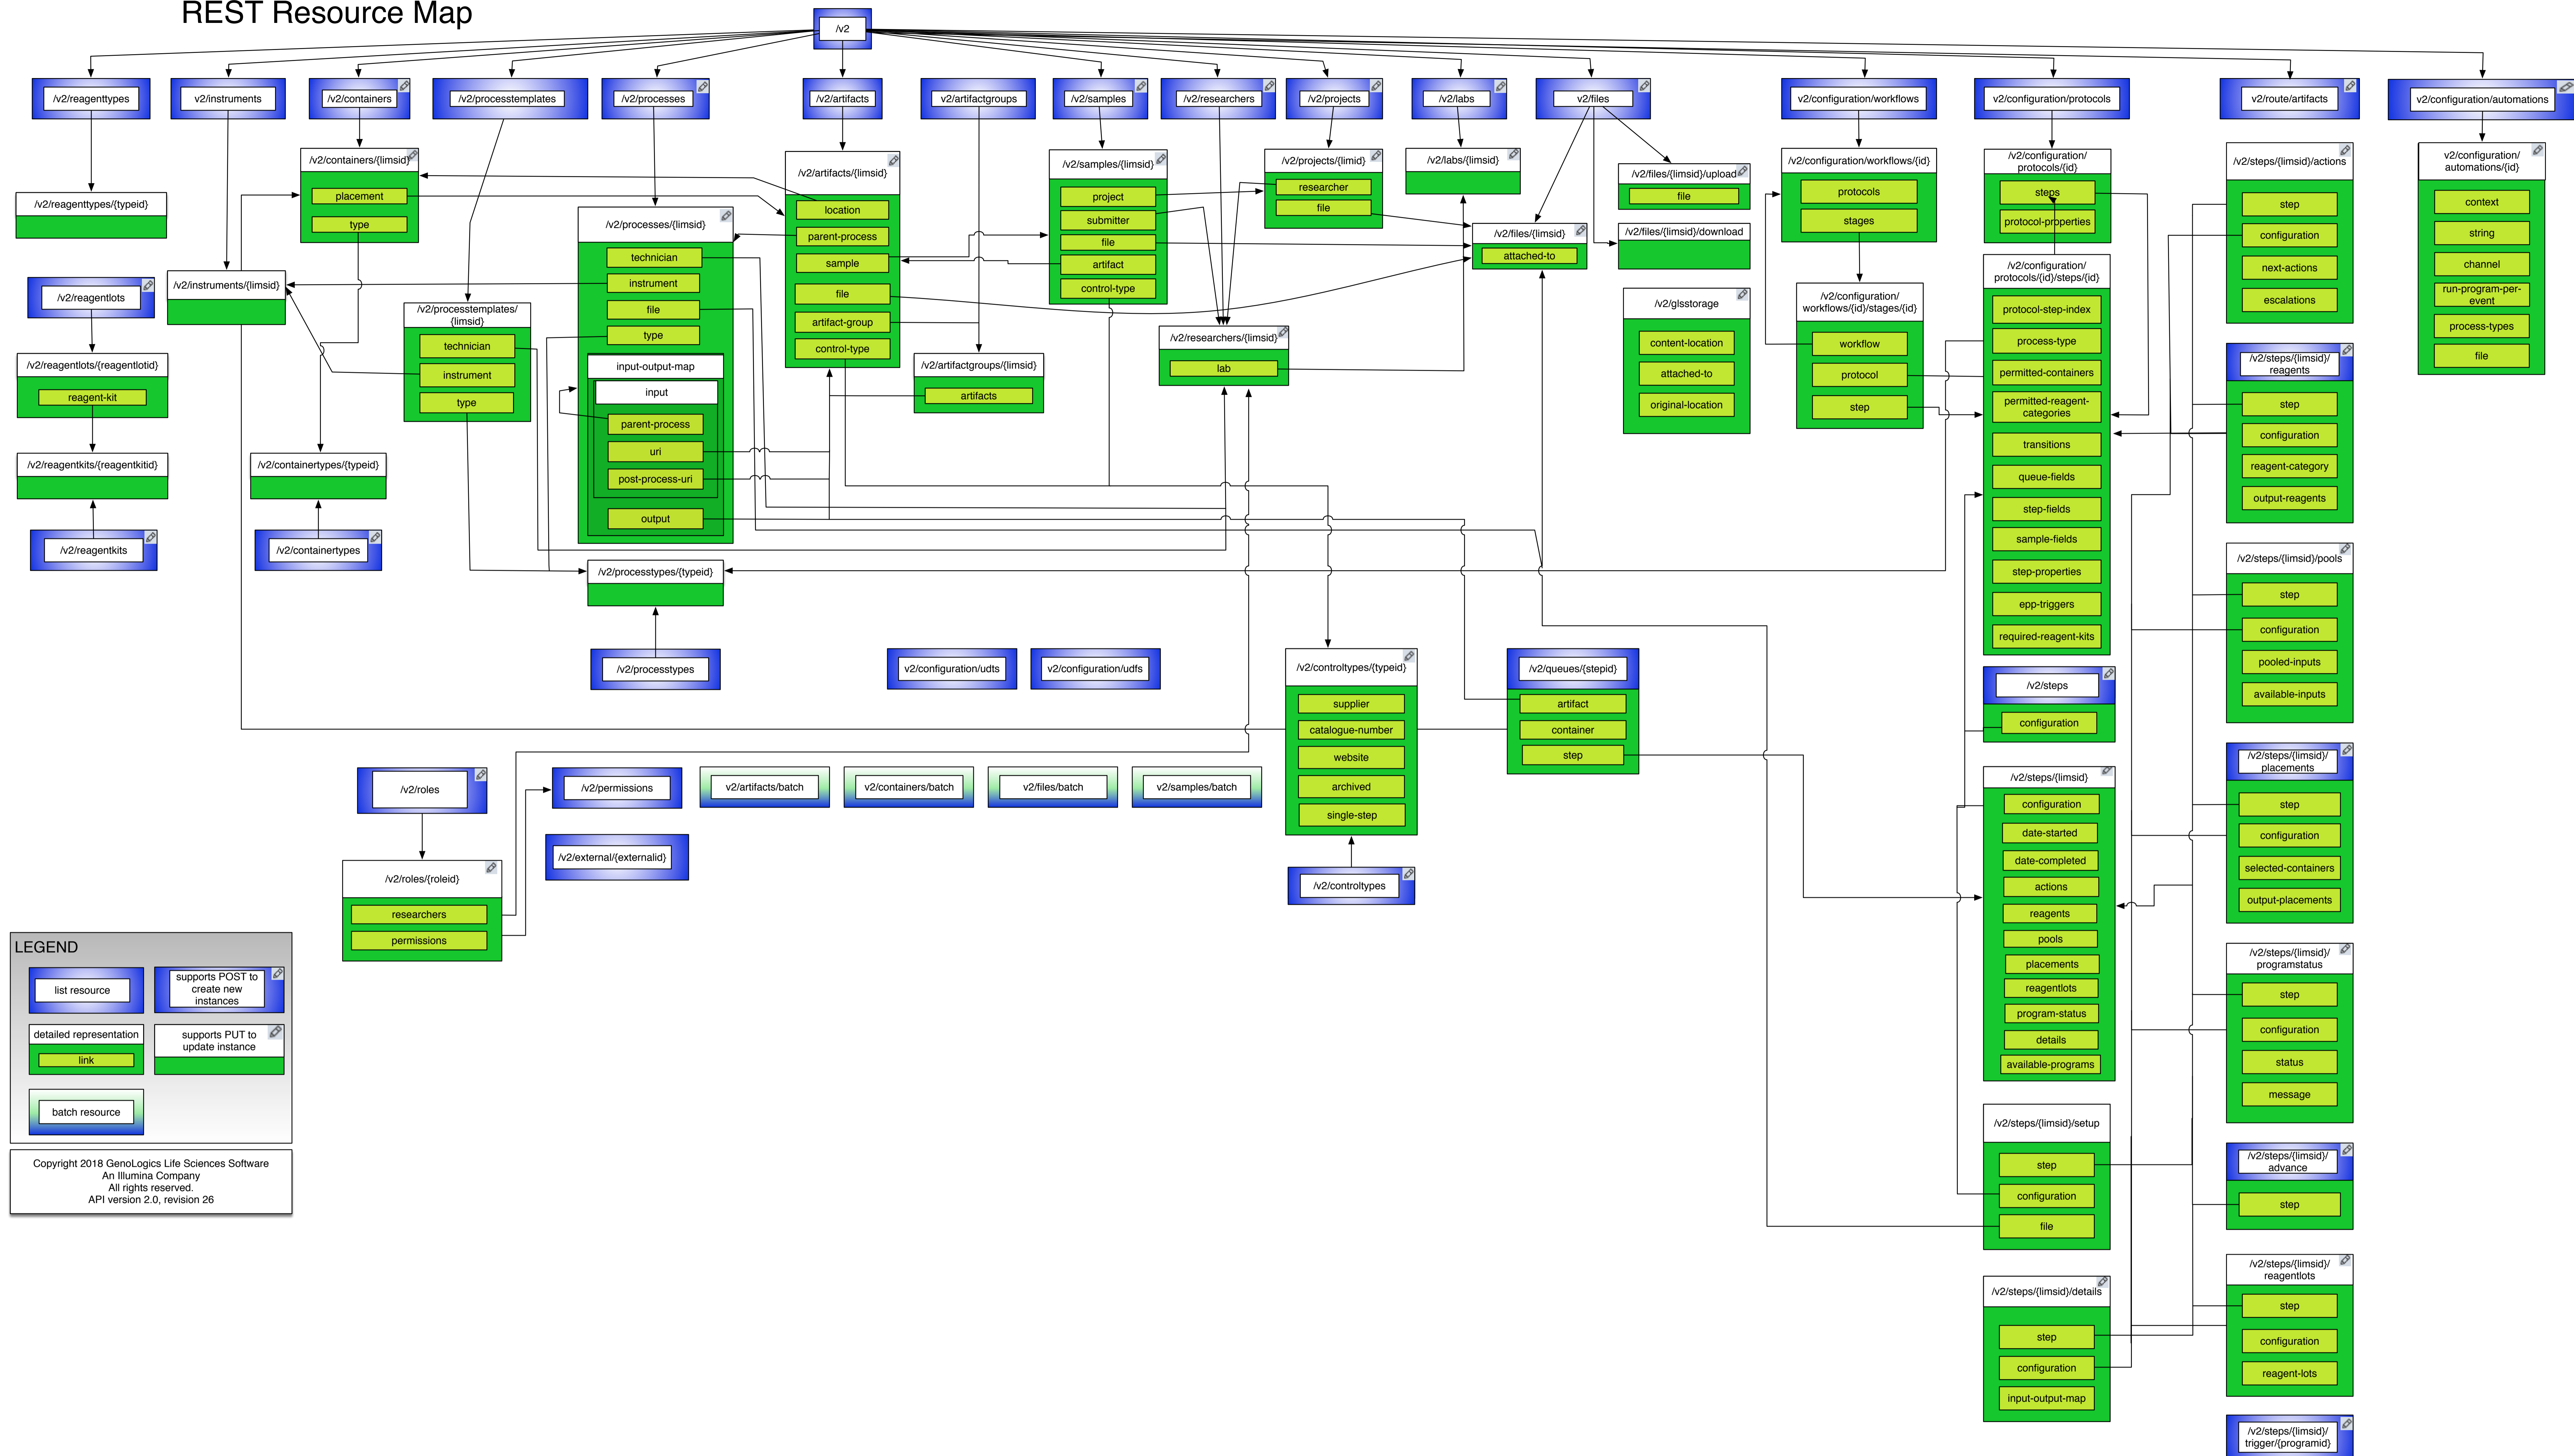 REST Resource Map
/v2
/v2/reagenttypes
v2/instruments
/v2/containers
/v2/processtemplates
/v2/processes
/v2/artifacts
v2/artifactgroups
/v2/samples
/v2/researchers
/v2/projects
/v2/labs
v2/files
v2/configuration/workflows
v2/configuration/protocols
v2/route/artifacts
v2/configuration/automations
/v2/reagenttypes/{typeid}
/v2/reagentlots
/v2/reagentlots/{reagentlotid}
reagent-kit
/v2/reagentkits/{reagentkitid}
/v2/reagentkits
/v2/instruments/{limsid}
/v2/containers/{limsid}
placement
type
/v2/containertypes/{typeid}
/v2/containertypes
/v2/processtemplates/
{limsid}
technician
instrument
type
/v2/processes/{limsid}
technician
instrument
file
type
input-output-map
input
parent-process
uri
post-process-uri
output
/v2/processtypes/{typeid}
/v2/processtypes
/v2/artifacts/{limsid}
location
parent-process
sample
file
artifact-group
control-type
/v2/artifactgroups/{limsid}
artifacts
/v2/samples/{limsid}
project
submitter
file
artifact
control-type
/v2/researchers/{limsid}
lab
/v2/projects/{limid}
researcher
file
/v2/labs/{limsid}
/v2/files/{limsid}
attached-to
/v2/files/{limsid}/upload
file
/v2/files/{limsid}/download
/v2/glsstorage
content-location
attached-to
original-location
/v2/configuration/workflows/{id}
protocols
stages
/v2/configuration/
workflows/{id}/stages/{id}
workflow
protocol
step
/v2/configuration/
protocols/{id}
steps
protocol-properties
/v2/configuration/
protocols/{id}/steps/{id}
protocol-step-index
process-type
permitted-containers
permitted-reagent-
categories
transitions
queue-fields
step-fields
sample-fields
step-properties
epp-triggers
required-reagent-kits
/v2/steps
configuration
/v2/steps/{limsid}
configuration
date-started
date-completed
actions
reagents
pools
placements
reagentlots
program-status
details
available-programs
/v2/steps/{limsid}/setup
step
configuration
file
/v2/steps/{limsid}/details
step
configuration
input-output-map
/v2/steps/{limsid}/actions
step
configuration
next-actions
escalations
/v2/steps/{limsid}/
reagents
step
configuration
reagent-category
output-reagents
/v2/steps/{limsid}/pools
step
configuration
pooled-inputs
available-inputs
/v2/steps/{limsid}/
placements
step
configuration
selected-containers
output-placements
/v2/steps/{limsid}/
programstatus
step
configuration
status
message
/v2/steps/{limsid}/
advance
step
/v2/steps/{limsid}/
reagentlots
step
configuration
reagent-lots
/v2/steps/{limsid}/
trigger/{programid}
v2/configuration/
automations/{id}
context
string
channel
run-program-per-
event
process-types
file
v2/configuration/udts
v2/configuration/udfs
/v2/controltypes/{typeid}
supplier
catalogue-number
website
archived
single-step
/v2/controltypes
/v2/queues/{stepid}
artifact
container
step
/v2/roles
/v2/roles/{roleid}
researchers
permissions
/v2/permissions
/v2/external/{externalid}
v2/artifacts/batch
v2/containers/batch
v2/files/batch
v2/samples/batch
LEGEND
list resource
supports POST to
create new
instances
detailed representation
link
supports PUT to
update instance
batch resource
Copyright 2018 GenoLogics Life Sciences Software
An Illumina Company
All rights reserved.
API version 2.0, revision 26